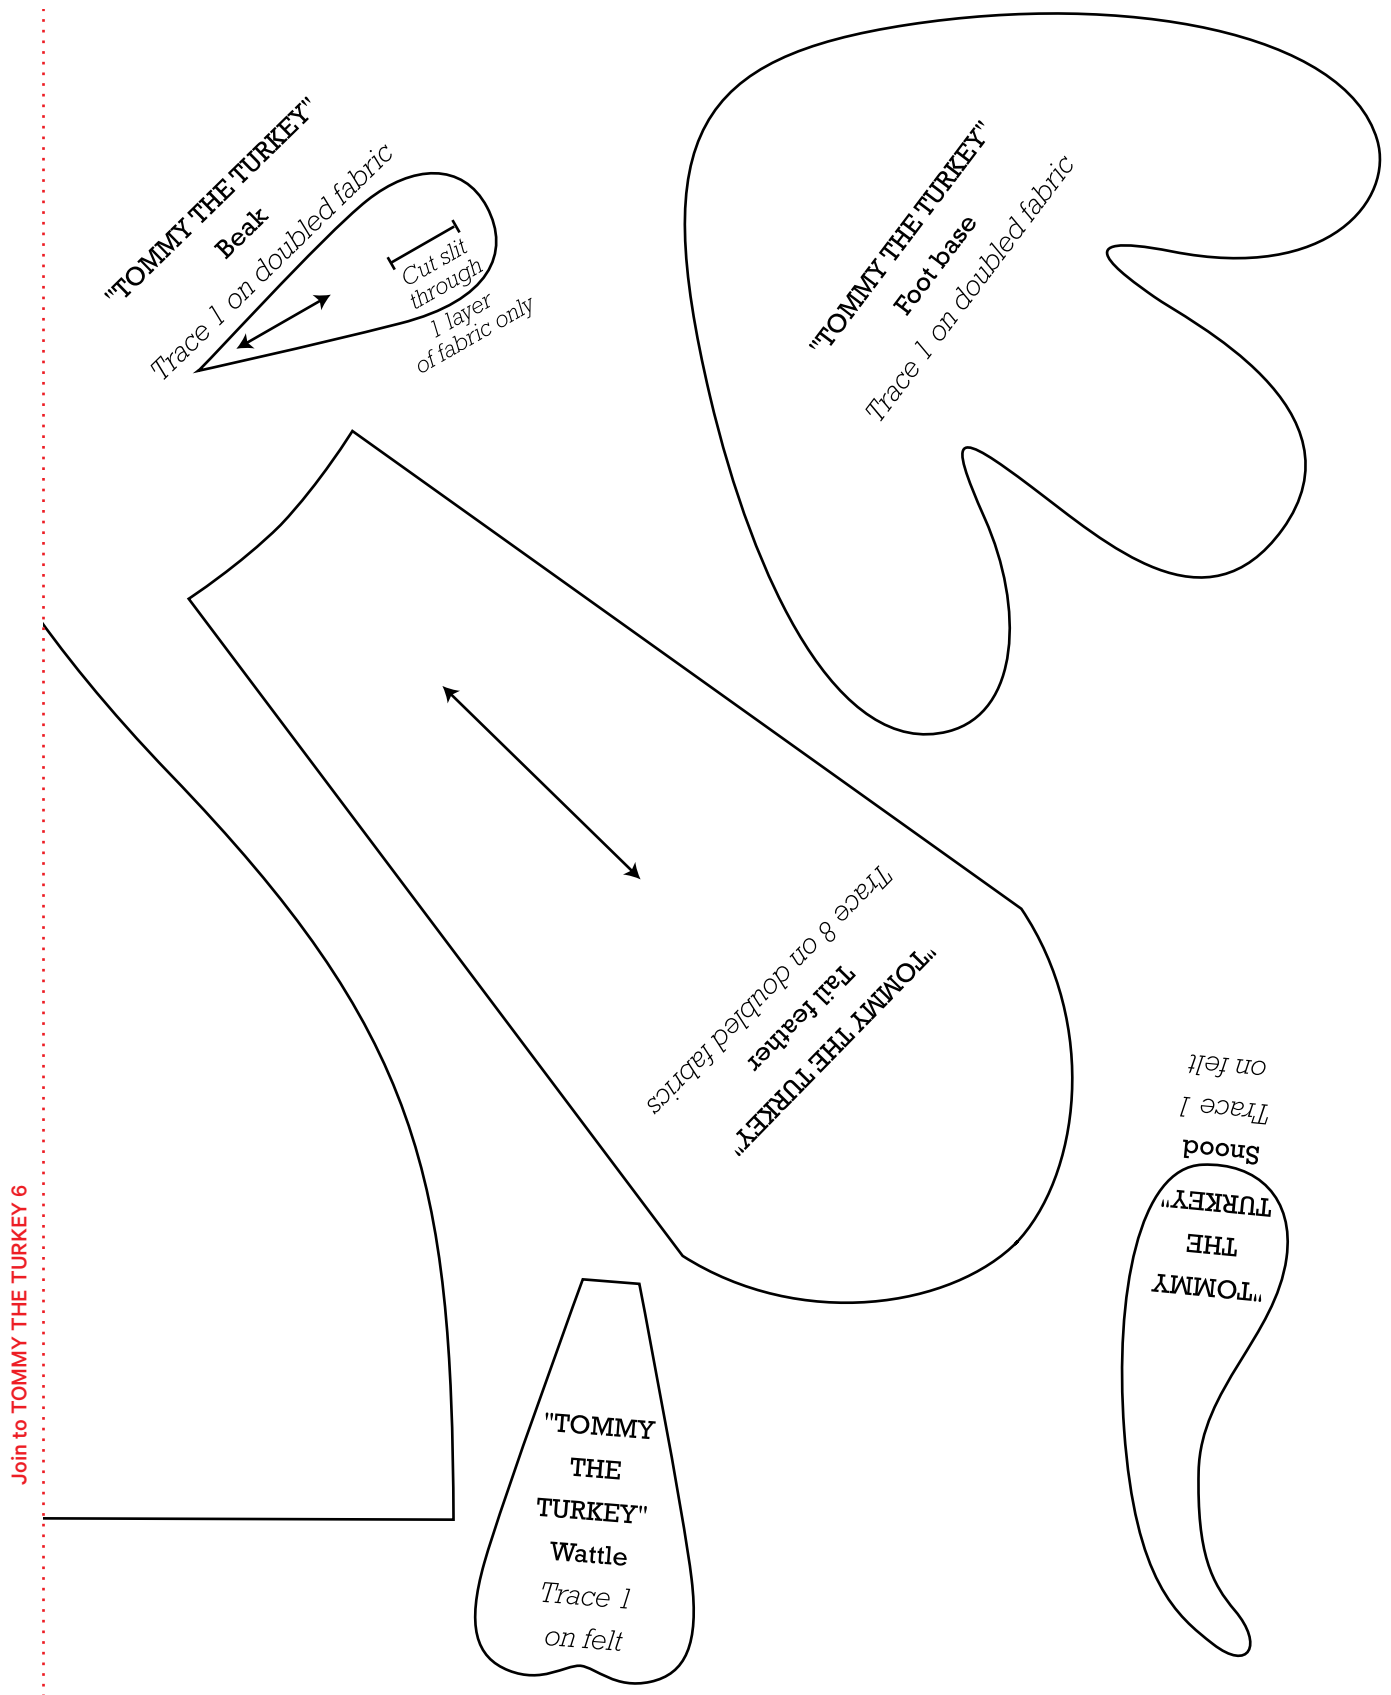 "TOMMY THE TURKEY"
Beak
Trace 1 on doubled fabric
Cut slit
through
1 layer
of fabric only
"TOMMY THE TURKEY"
Foot base
Trace 1 on doubled fabric
"TOMMY THE TURKEY"
Tail feather
Trace 8 on doubled fabrics
"TOMMY
THE
TURKEY"
Snood
Trace 1
on felt
"TOMMY
THE
TURKEY"
Wattle
Trace 1
on felt
Join to TOMMY THE TURKEY 6